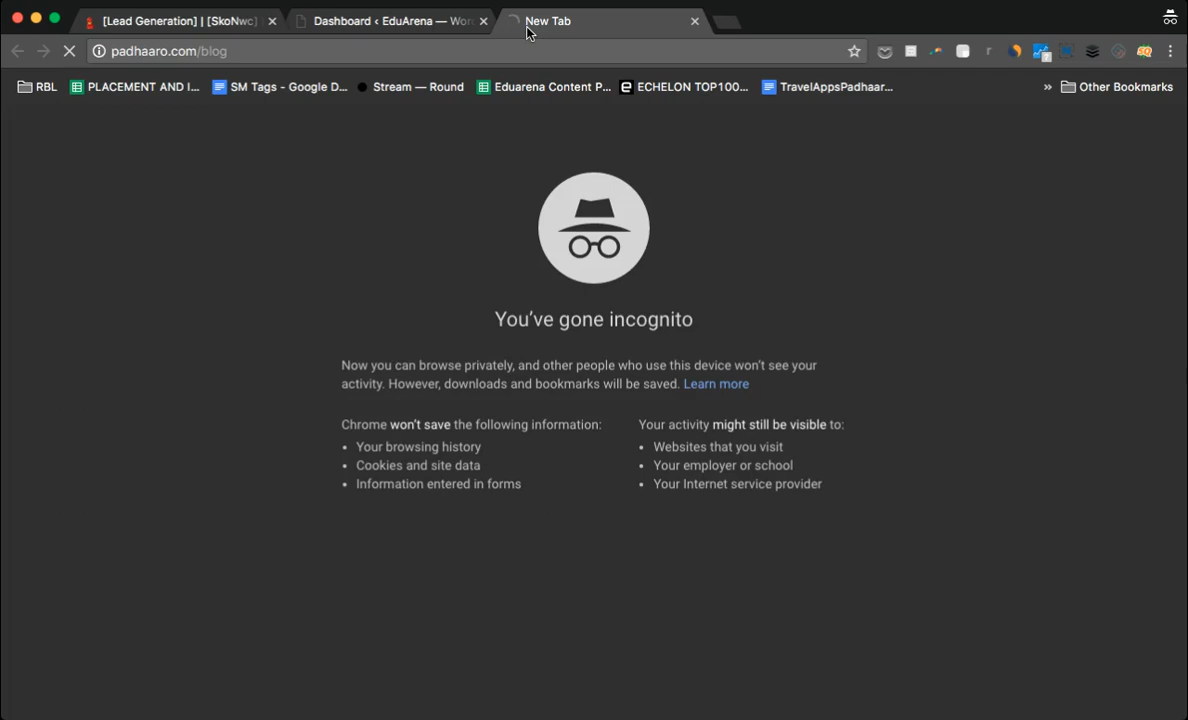 [Lead Generation] | [SkoNwc]
Dashboard ‹ EduArena — Wor
New Tab
padhaaro.com/blog
RBL
PLACEMENT AND I...
SM Tags - Google D...
Stream — Round
Eduarena Content P...
ECHELON TOP100...
TravelAppsPadhaar...
»
Other Bookmarks
You've gone incognito
Now you can browse privately, and other people who use this device won't see your
activity. However, downloads and bookmarks will be saved. Learn more
Chrome won't save the following information:
• Your browsing history
• Cookies and site data
• Information entered in forms
Your activity might still be visible to:
• Websites that you visit
• Your employer or school
• Your Internet service provider